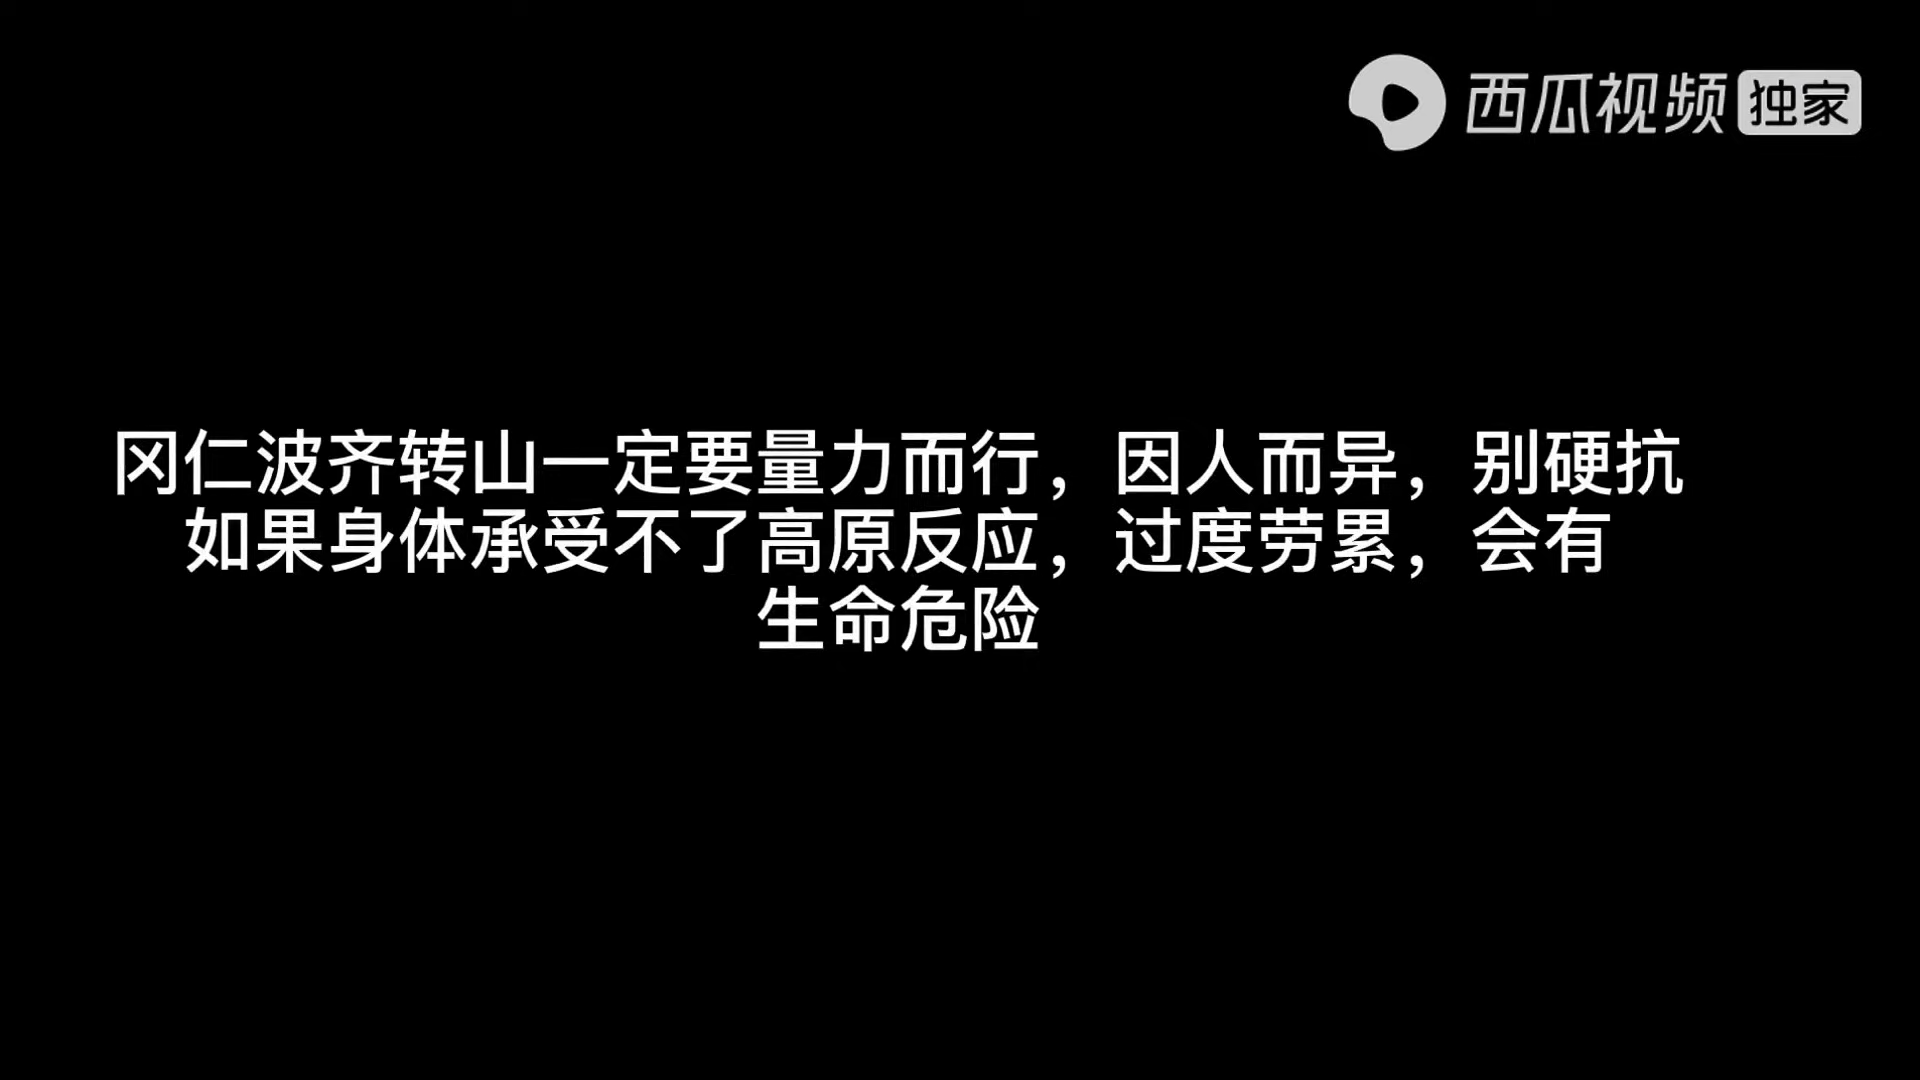 西瓜视频 独家
冈仁波齐转山一定要量力而行，因人而异，别硬抗
如果身体承受不了高原反应，过度劳累，会有
生命危险